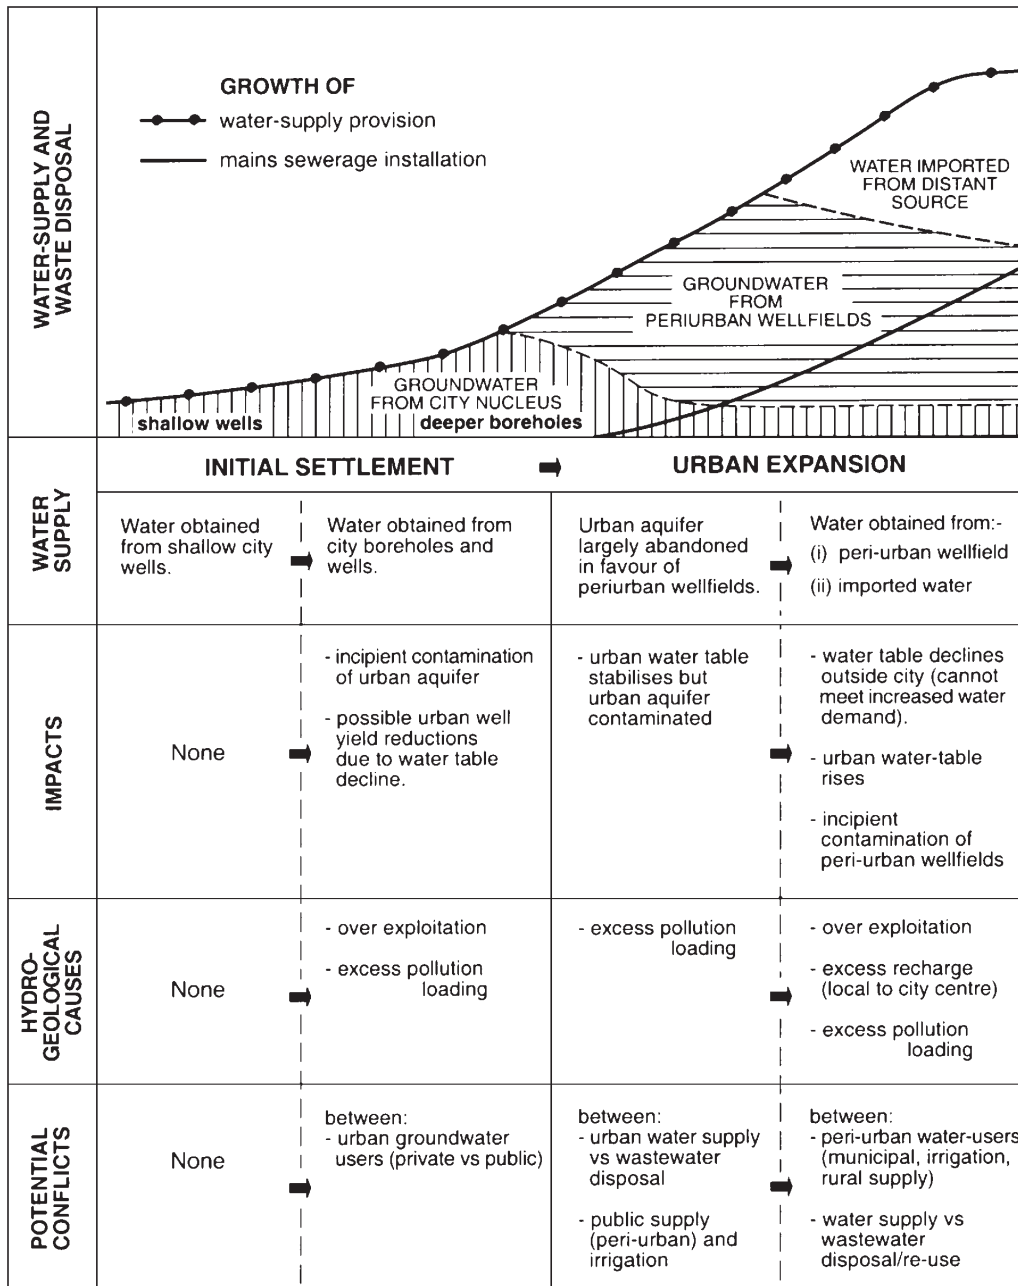 WATER-SUPPLY AND
WASTE DISPOSAL
GROWTH OF
water-supply provision
mains sewerage installation
WATER IMPORTED
FROM DISTANT
SOURCE
GROUNDWATER
FROM
PERIURBAN WELLFIELDS
GROUNDWATER
FROM CITY NUCLEUS
shallow wells
deeper boreholes
INITIAL SETTLEMENT
URBAN EXPANSION
WATER
SUPPLY
Water obtained
from shallow city
wells.
Water obtained from
city boreholes and
wells.
Urban aquifer
largely abandoned
in favour of
periurban wellfields.
Water obtained from:-
(i) peri-urban wellfield
(ii) imported water
IMPACTS
None
- incipient contamination
of urban aquifer
- possible urban well
yield reductions
due to water table
decline.
- urban water table
stabilises but
urban aquifer
contaminated
- water table declines
outside city (cannot
meet increased water
demand).
- urban water-table
rises
- incipient
contamination of
peri-urban wellfields
HYDRO-
GEOLOGICAL
CAUSES
None
- over exploitation
- excess pollution
loading
- excess pollution
loading
- over exploitation
- excess recharge
(local to city centre)
- excess pollution
loading
POTENTIAL
CONFLICTS
None
between:
- urban groundwater
users (private vs public)
between:
- urban water supply
vs wastewater
disposal
- public supply
(peri-urban) and
irrigation
between:
- peri-urban water-users
(municipal, irrigation,
rural supply)
- water supply vs
wastewater
disposal/re-use